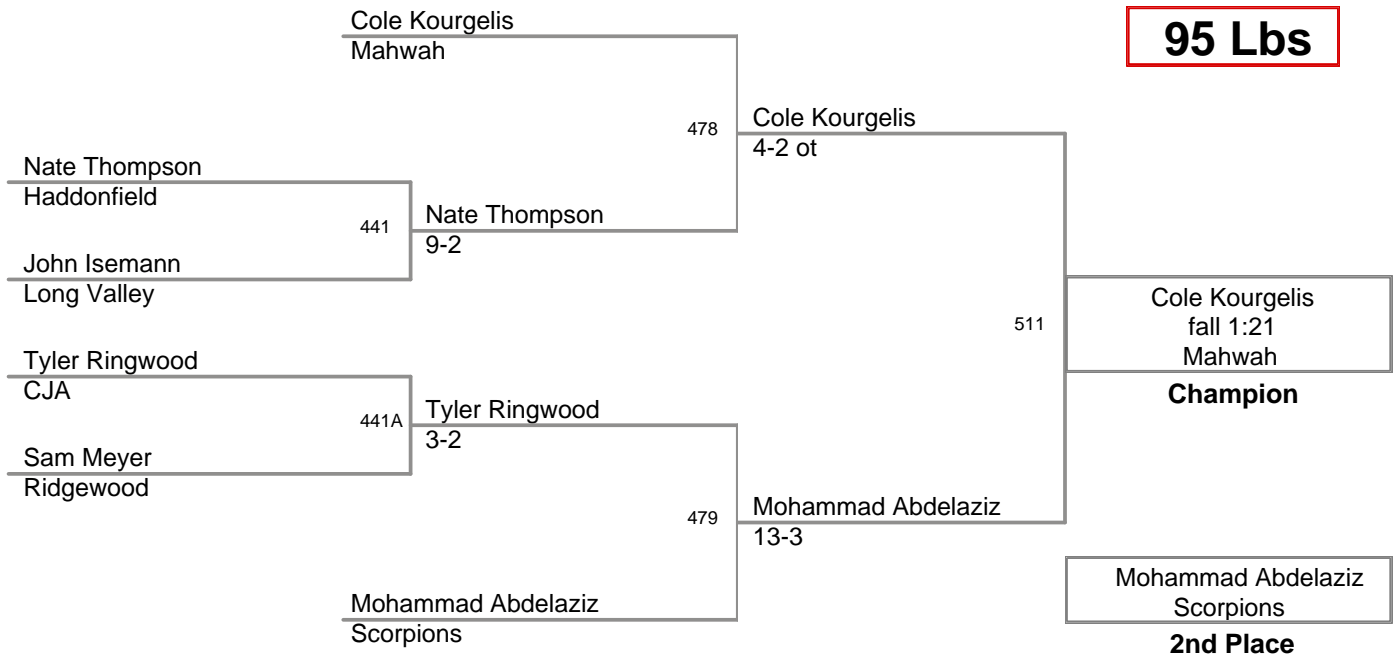 Cole Kourgelis
Mahwah
95 Lbs
478
Cole Kourgelis
4-2 ot
Nate Thompson
Haddonfield
441
Nate Thompson
9-2
John Isemann
Long Valley
511
Cole Kourgelis
fall 1:21
Mahwah
Champion
Tyler Ringwood
CJA
441A
Tyler Ringwood
3-2
Sam Meyer
Ridgewood
479
Mohammad Abdelaziz
13-3
Mohammad Abdelaziz
Scorpions
Mohammad Abdelaziz
Scorpions
2nd Place